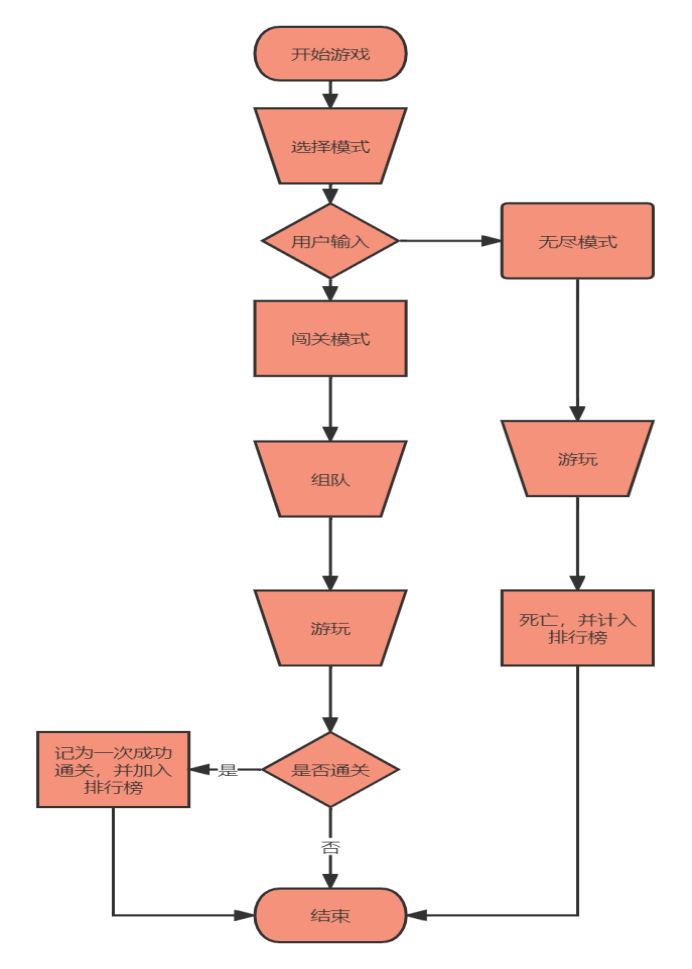 开始游戏
选择模式
用户输入
无尽模式
闯关模式
游玩
组队
死亡，并计入
排行榜
游玩
记为一次成功
通关，并加入
排行榜
是
是否通关
否
结束